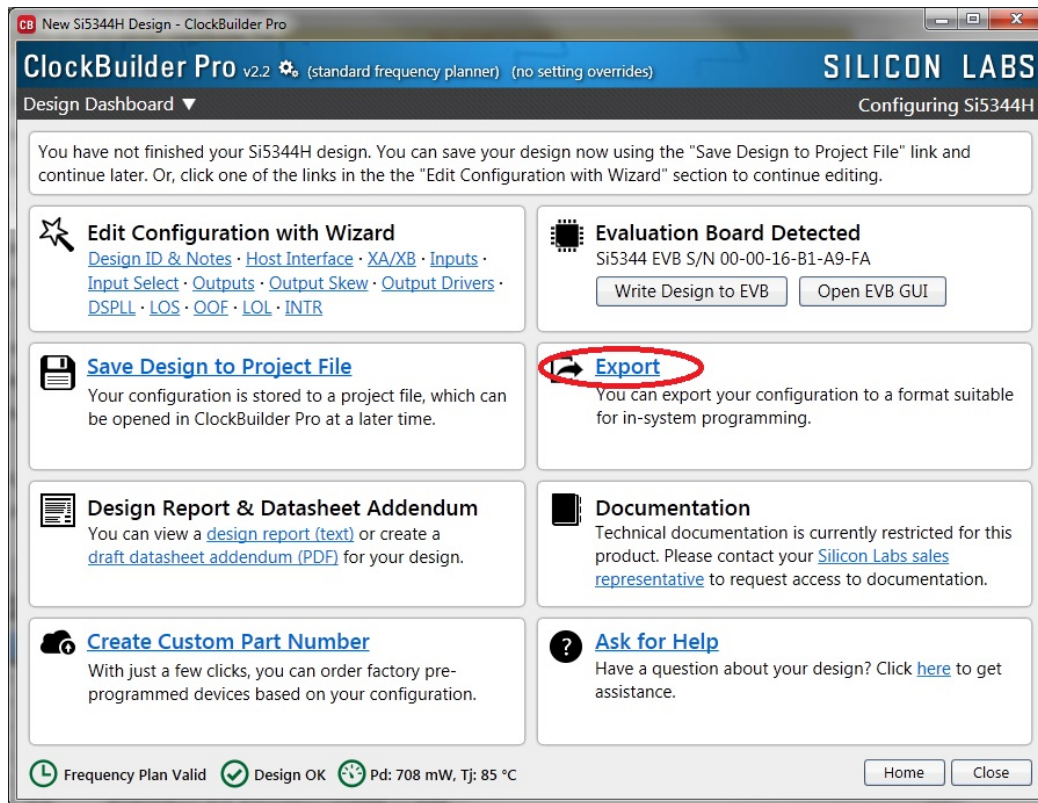 CB New Si5344H Design - ClockBuilder Pro
ClockBuilder Pro v2.2 (standard frequency planner) (no setting overrides) SILICON LABS
Design Dashboard ▼ Configuring Si5344H
You have not finished your Si5344H design. You can save your design now using the "Save Design to Project File" link and
continue later. Or, click one of the links in the the "Edit Configuration with Wizard" section to continue editing.
Edit Configuration with Wizard
Design ID & Notes · Host Interface · XA/XB · Inputs ·
Input Select · Outputs · Output Skew · Output Drivers ·
DSPLL · LOS · OOF · LOL · INTR
Evaluation Board Detected
Si5344 EVB S/N 00-00-16-B1-A9-FA
Write Design to EVB Open EVB GUI
Save Design to Project File
Your configuration is stored to a project file, which can
be opened in ClockBuilder Pro at a later time.
Export
You can export your configuration to a format suitable
for in-system programming.
Design Report & Datasheet Addendum
You can view a design report (text) or create a
draft datasheet addendum (PDF) for your design.
Documentation
Technical documentation is currently restricted for this
product. Please contact your Silicon Labs sales
representative to request access to documentation.
Create Custom Part Number
With just a few clicks, you can order factory pre-
programmed devices based on your configuration.
? Ask for Help
Have a question about your design? Click here to get
assistance.
Frequency Plan Valid Design OK Pd: 708 mW, Tj: 85 °C Home Close